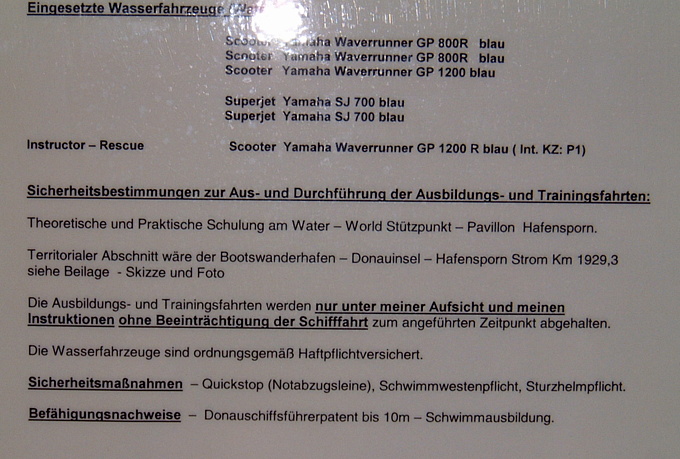 Eingesetzte Wasserfahrzeuge
Scooter Yamaha Waverrunner GP 800R blau
Scooter Yamaha Waverrunner GP 800R blau
Scooter Yamaha Waverrunner GP 1200 blau
Superjet Yamaha SJ 700 blau
Superjet Yamaha SJ 700 blau
Instructor – Rescue Scooter Yamaha Waverrunner GP 1200 R blau ( Int. KZ: P1)
Sicherheitsbestimmungen zur Aus- und Durchführung der Ausbildungs- und Trainingsfahrten:
Theoretische und Praktische Schulung am Water – World Stützpunkt – Pavillon Hafensporn.
Territorialer Abschnitt wäre der Bootswanderhafen – Donauinsel – Hafensporn Strom Km 1929,3
siehe Beilage - Skizze und Foto
Die Ausbildungs- und Trainingsfahrten werden nur unter meiner Aufsicht und meinen
Instruktionen ohne Beeinträchtigung der Schifffahrt zum angeführten Zeitpunkt abgehalten.
Die Wasserfahrzeuge sind ordnungsgemäß Haftpflichtversichert.
Sicherheitsmaßnahmen – Quickstop (Notabzugsleine), Schwimmwestenpflicht, Sturzhelmpflicht.
Befähigungsnachweise – Donauschiffsführerpatent bis 10m – Schwimmausbildung.